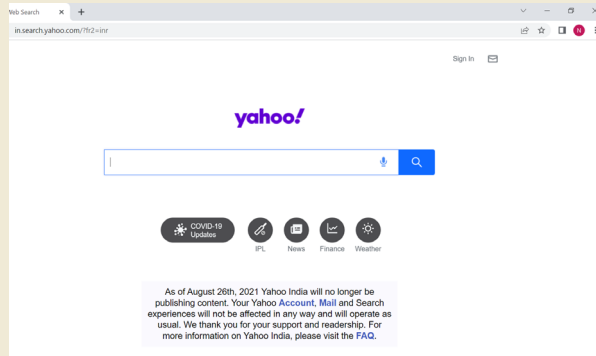 Web Search
in.search.yahoo.com/?fr2=inr
N
Sign In
yahoo!
COVID-19
Updates
IPL
News
Finance
Weather
As of August 26th, 2021 Yahoo India will no longer be
publishing content. Your Yahoo Account, Mail and Search
experiences will not be affected in any way and will operate as
usual. We thank you for your support and readership. For
more information on Yahoo India, please visit the FAQ.